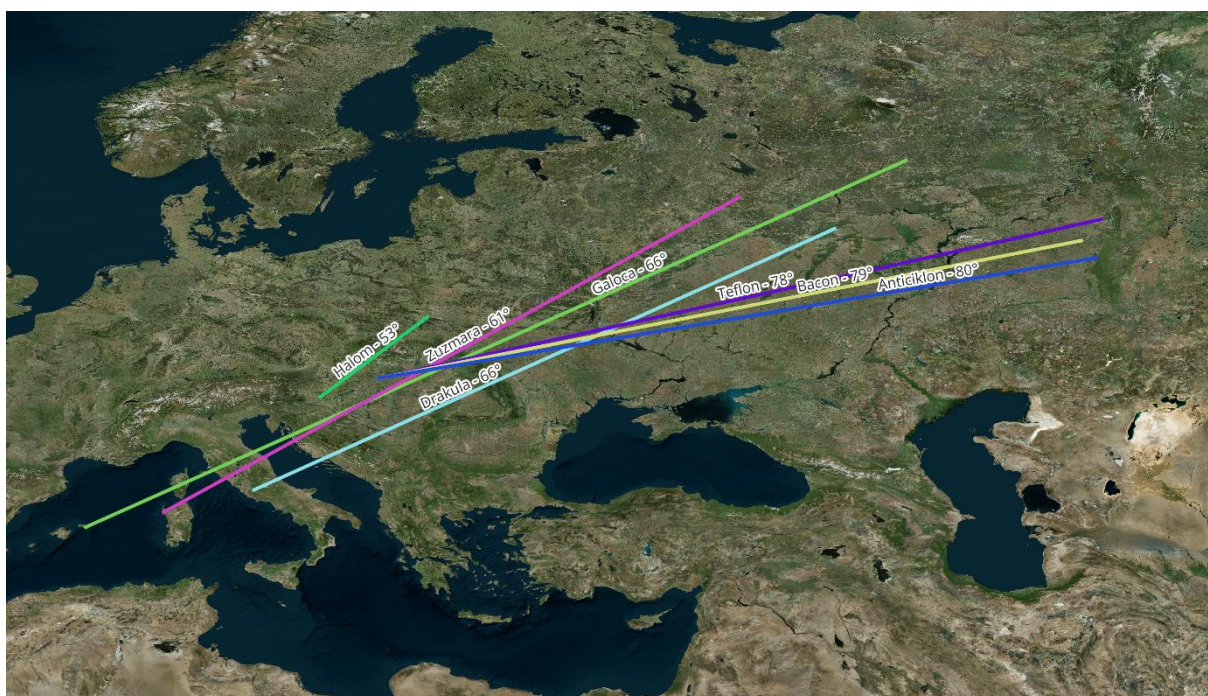 Galoca - 66°
Teflon - 78°
Bacon - 79°
Anticiklon - 80°
Zuzmara - 61°
Halom - 53°
Drakula - 66°